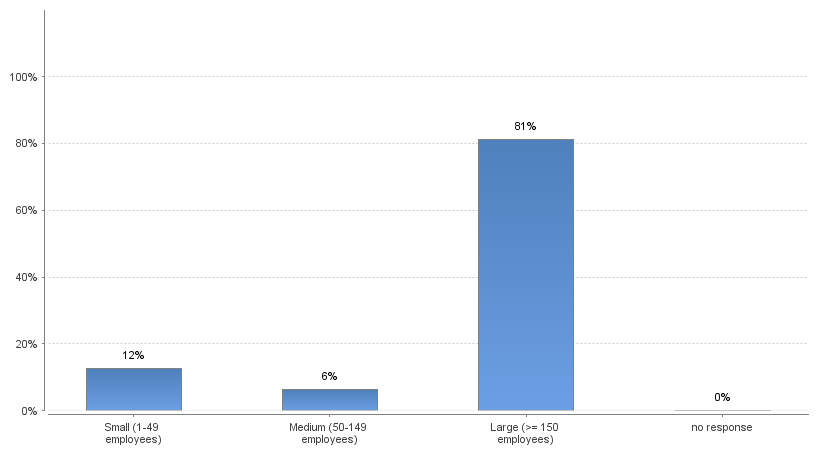 100%
80%
60%
40%
20%
0%
12%
6%
81%
0%
Small (1-49
employees)
Medium (50-149
employees)
Large (>= 150
employees)
no response